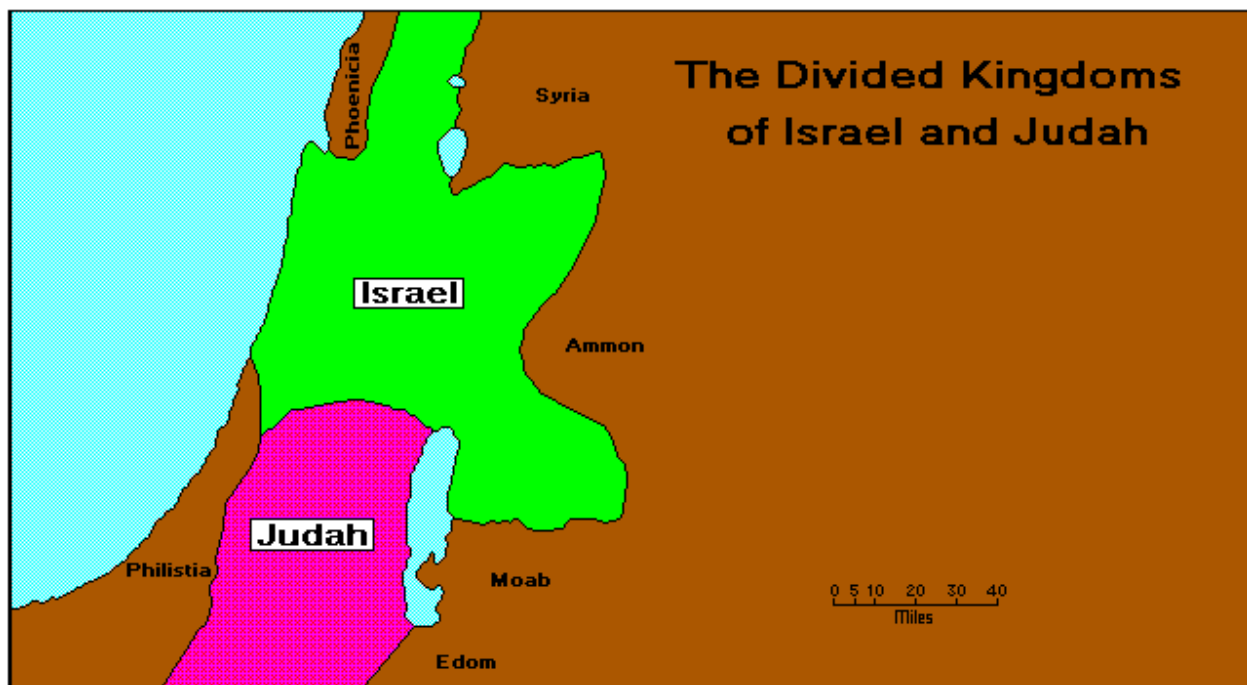 The Divided Kingdoms
of Israel and Judah
Phoenicia
Syria
Israel
Ammon
Judah
Philistia
Moab
Edom
0 5 10 20 30 40
Miles